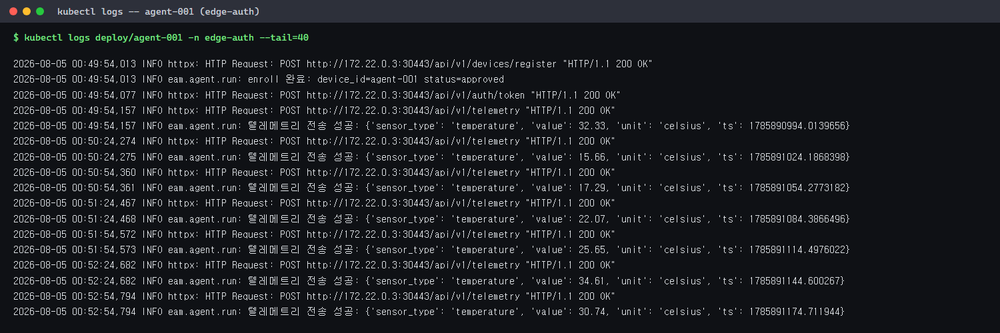 kubectl logs -- agent-001 (edge-auth)
$ kubectl logs deploy/agent-001 -n edge-auth --tail=40
2026-08-05 00:49:54,013 INFO httpx: HTTP Request: POST http://172.22.0.3:30443/api/v1/devices/register "HTTP/1.1 200 OK"
2026-08-05 00:49:54,013 INFO eam.agent.run: enroll 완료: device_id=agent-001 status=approved
2026-08-05 00:49:54,077 INFO httpx: HTTP Request: POST http://172.22.0.3:30443/api/v1/auth/token "HTTP/1.1 200 OK"
2026-08-05 00:49:54,157 INFO httpx: HTTP Request: POST http://172.22.0.3:30443/api/v1/telemetry "HTTP/1.1 200 OK"
2026-08-05 00:49:54,157 INFO eam.agent.run: 텔레메트리 전송 성공: {'sensor_type': 'temperature', 'value': 32.33, 'unit': 'celsius', 'ts': 1785890994.0139656}
2026-08-05 00:50:24,274 INFO httpx: HTTP Request: POST http://172.22.0.3:30443/api/v1/telemetry "HTTP/1.1 200 OK"
2026-08-05 00:50:24,275 INFO eam.agent.run: 텔레메트리 전송 성공: {'sensor_type': 'temperature', 'value': 15.66, 'unit': 'celsius', 'ts': 1785891024.1868398}
2026-08-05 00:50:54,360 INFO httpx: HTTP Request: POST http://172.22.0.3:30443/api/v1/telemetry "HTTP/1.1 200 OK"
2026-08-05 00:50:54,361 INFO eam.agent.run: 텔레메트리 전송 성공: {'sensor_type': 'temperature', 'value': 17.29, 'unit': 'celsius', 'ts': 1785891054.2773182}
2026-08-05 00:51:24,467 INFO httpx: HTTP Request: POST http://172.22.0.3:30443/api/v1/telemetry "HTTP/1.1 200 OK"
2026-08-05 00:51:24,468 INFO eam.agent.run: 텔레메트리 전송 성공: {'sensor_type': 'temperature', 'value': 22.07, 'unit': 'celsius', 'ts': 1785891084.3866496}
2026-08-05 00:51:54,572 INFO httpx: HTTP Request: POST http://172.22.0.3:30443/api/v1/telemetry "HTTP/1.1 200 OK"
2026-08-05 00:51:54,573 INFO eam.agent.run: 텔레메트리 전송 성공: {'sensor_type': 'temperature', 'value': 25.65, 'unit': 'celsius', 'ts': 1785891114.4976022}
2026-08-05 00:52:24,682 INFO httpx: HTTP Request: POST http://172.22.0.3:30443/api/v1/telemetry "HTTP/1.1 200 OK"
2026-08-05 00:52:24,682 INFO eam.agent.run: 텔레메트리 전송 성공: {'sensor_type': 'temperature', 'value': 34.61, 'unit': 'celsius', 'ts': 1785891144.600267}
2026-08-05 00:52:54,794 INFO httpx: HTTP Request: POST http://172.22.0.3:30443/api/v1/telemetry "HTTP/1.1 200 OK"
2026-08-05 00:52:54,794 INFO eam.agent.run: 텔레메트리 전송 성공: {'sensor_type': 'temperature', 'value': 30.74, 'unit': 'celsius', 'ts': 1785891174.711944}